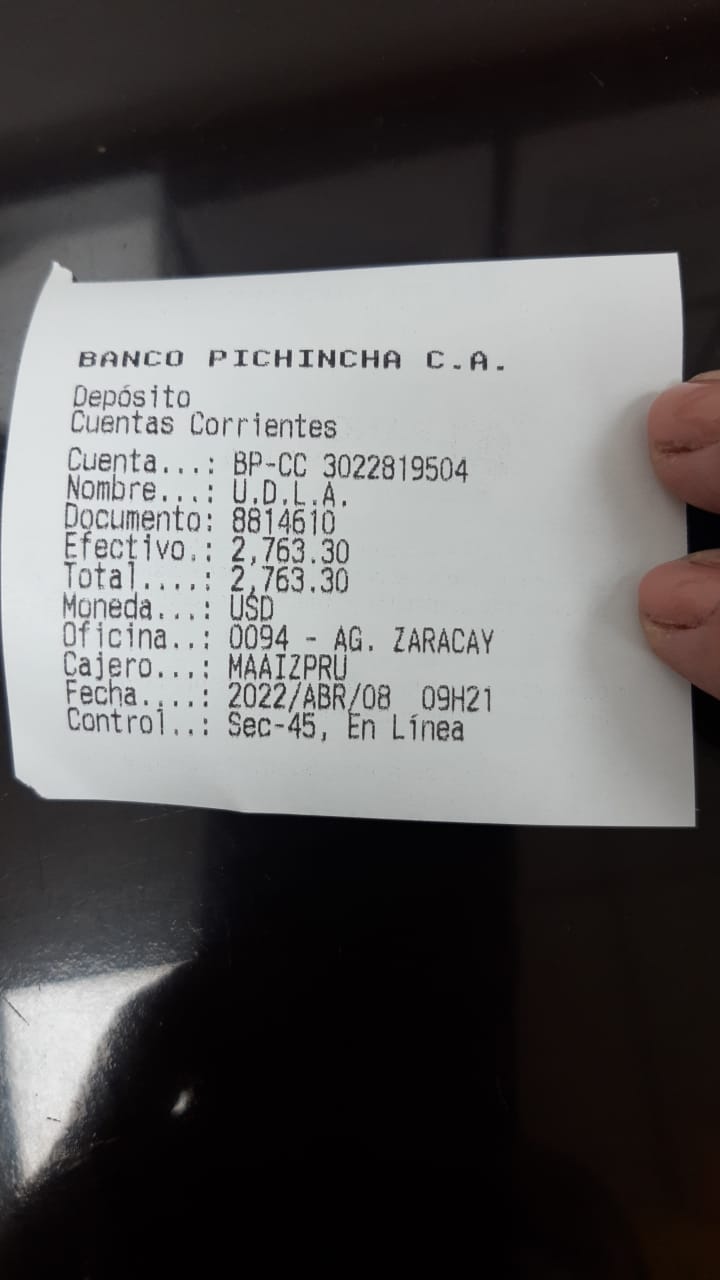 BANCO PICHINCHA C.A.
Depósito
Cuentas Corrientes
Cuenta...: BP-CC 3022819504
Nombre...: U.D.L.A.
Documento: 8814610
Efectivo.: 2,763.30
Total....: 2,763.30
Moneda...: USD
Oficina..: 0094 - AG. ZARACAY
Cajero...: MAAIZPRU
Fecha....: 2022/ABR/08 09H21
Control..: Sec-45, En Línea